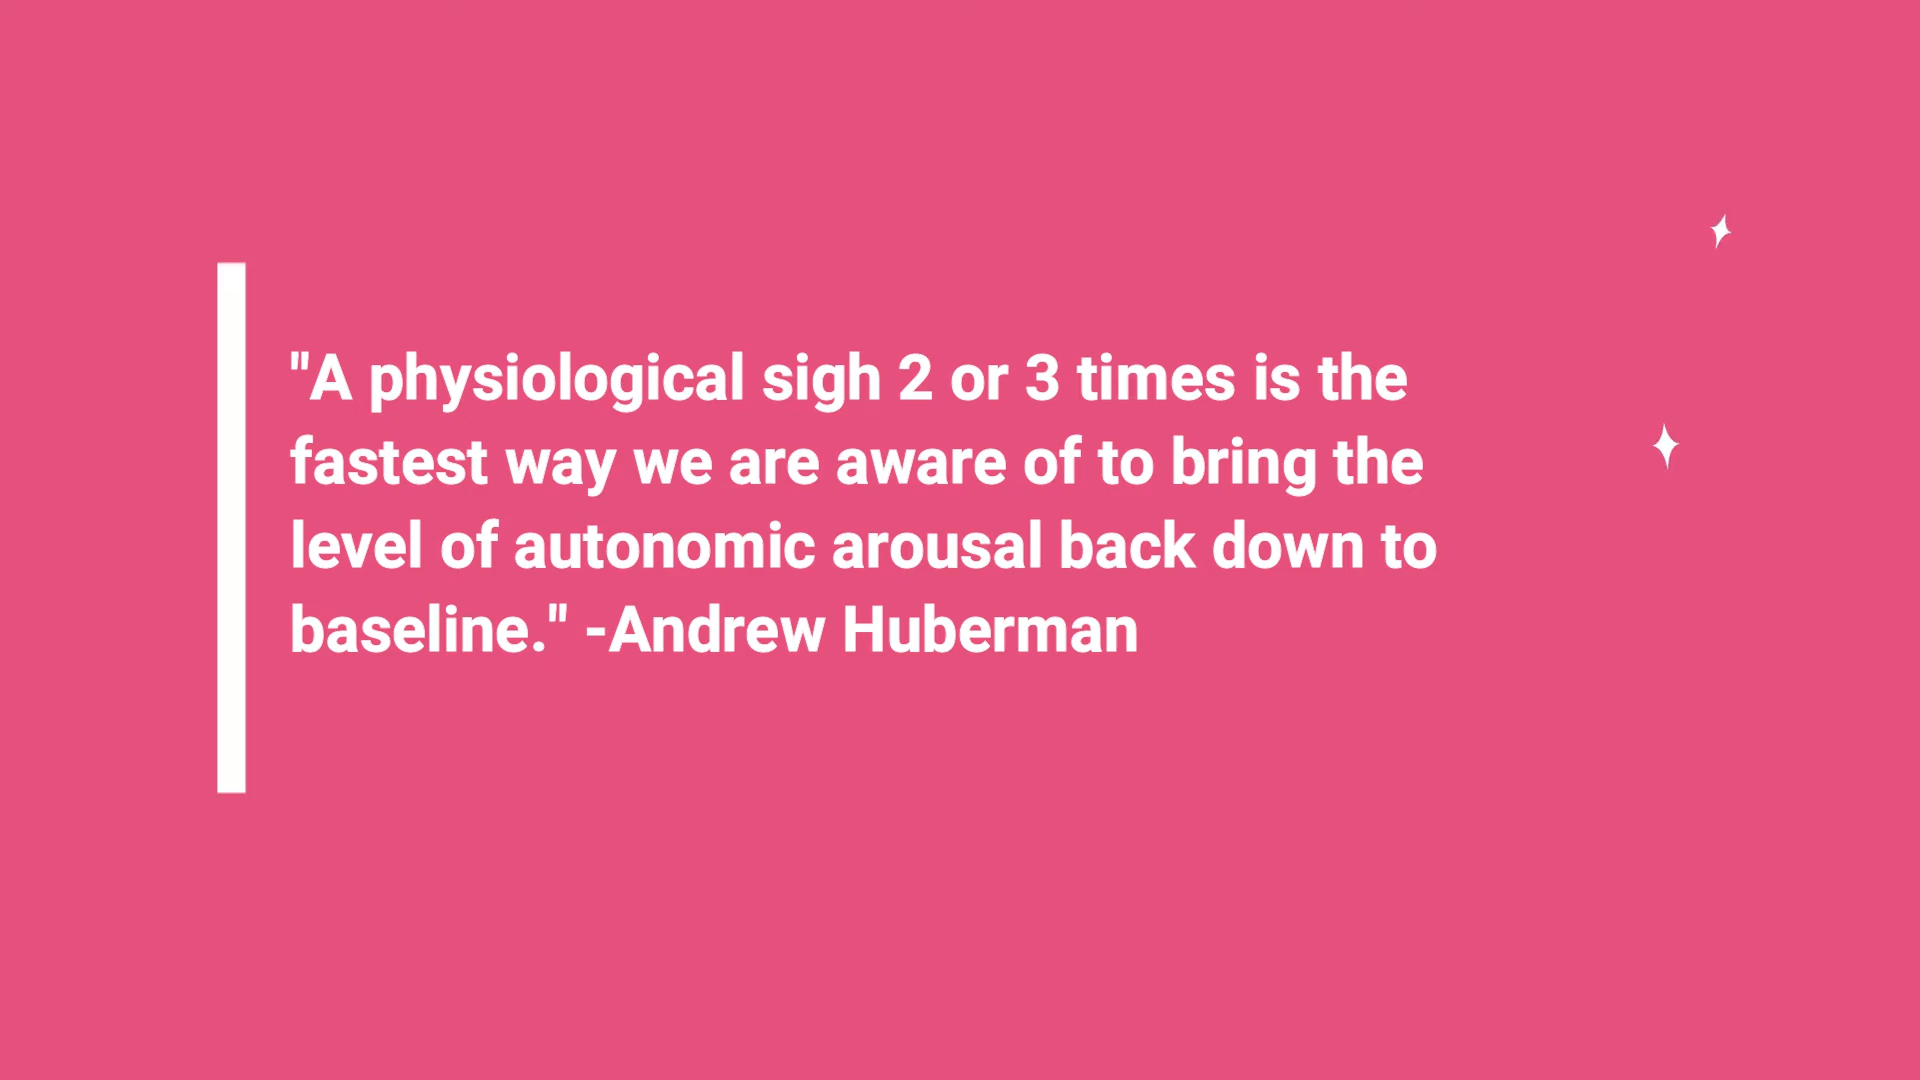 "A physiological sigh 2 or 3 times is the
fastest way we are aware of to bring the
level of autonomic arousal back down to
baseline." -Andrew Huberman